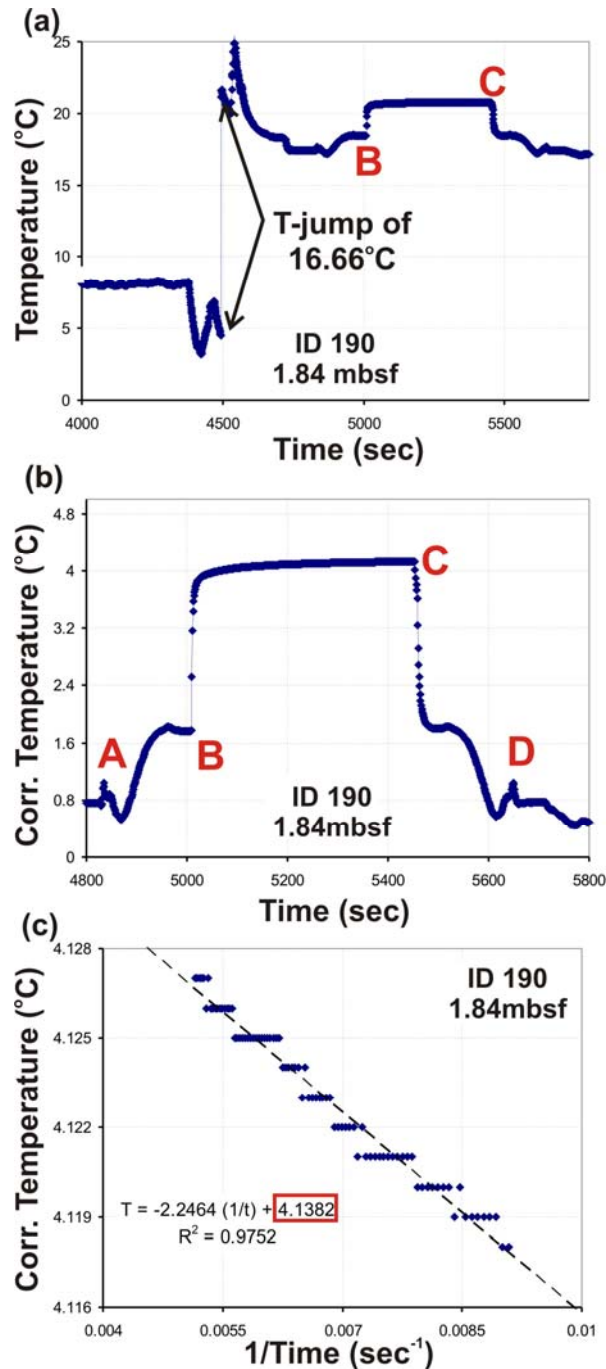 (a)
25
20
15
10
5
0
Temperature (°C)
C
B
T-jump of
16.66°C
ID 190
1.84 mbsf
4000
4500
5000
5500
Time (sec)
(b)
4.8
4
3.2
2.4
1.6
0.8
0
Corr. Temperature (°C)
C
A
B
D
ID 190
1.84mbsf
4800
5000
5200
5400
5600
5800
Time (sec)
(c)
4.128
4.125
4.122
4.119
4.116
Corr. Temperature (°C)
ID 190
1.84mbsf
T = -2.2464 (1/t) + 4.1382
R² = 0.9752
0.004
0.0055
0.007
0.0085
0.01
1/Time (sec⁻¹)